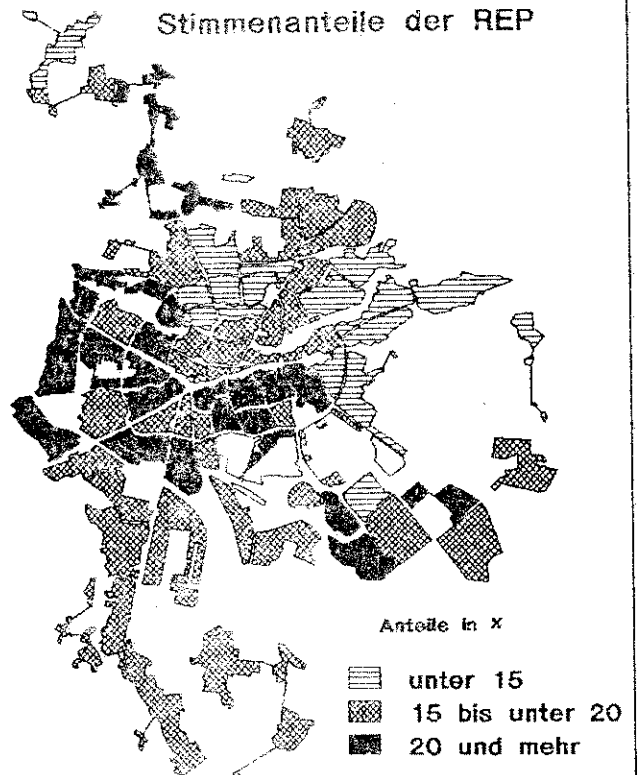 Stimmenanteile der REP
Anteile in %
unter 15
15 bis unter 20
20 und mehr